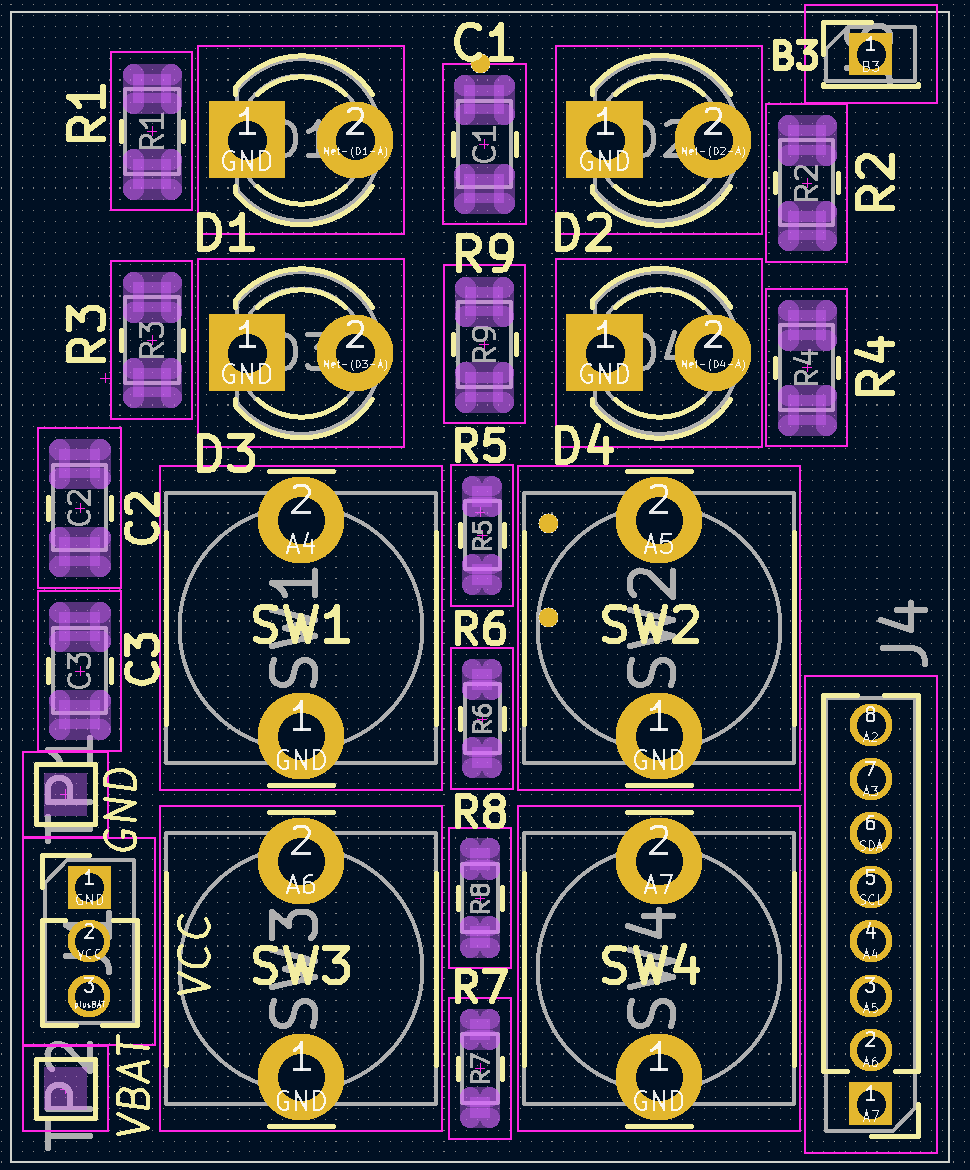 C1
B3
1
B3
R1
R1
1
GND
D1
2
Net-(D1-A)
C1
1
GND
D2
2
Net-(D2-A)
R2
R2
D1
R9
D2
R3
R3
1
GND
D3
2
Net-(D3-A)
R9
1
GND
D4
2
Net-(D4-A)
R4
R4
D3
R5
D4
C2
C2
2
A4
R5
2
A5
SW1
SW1
R6
SW2
SW2
J4
C3
C3
1
GND
R6
1
GND
8
A2
P1
GND
7
A3
R8
6
SDA
1
GND
2
A6
R8
2
A7
5
SCL
2
VCC
VCC
SW3
SW3
SW4
SW4
4
A4
3
plusBAT
R7
3
A5
P2
VBAT
1
GND
R7
1
GND
2
A6
1
A7